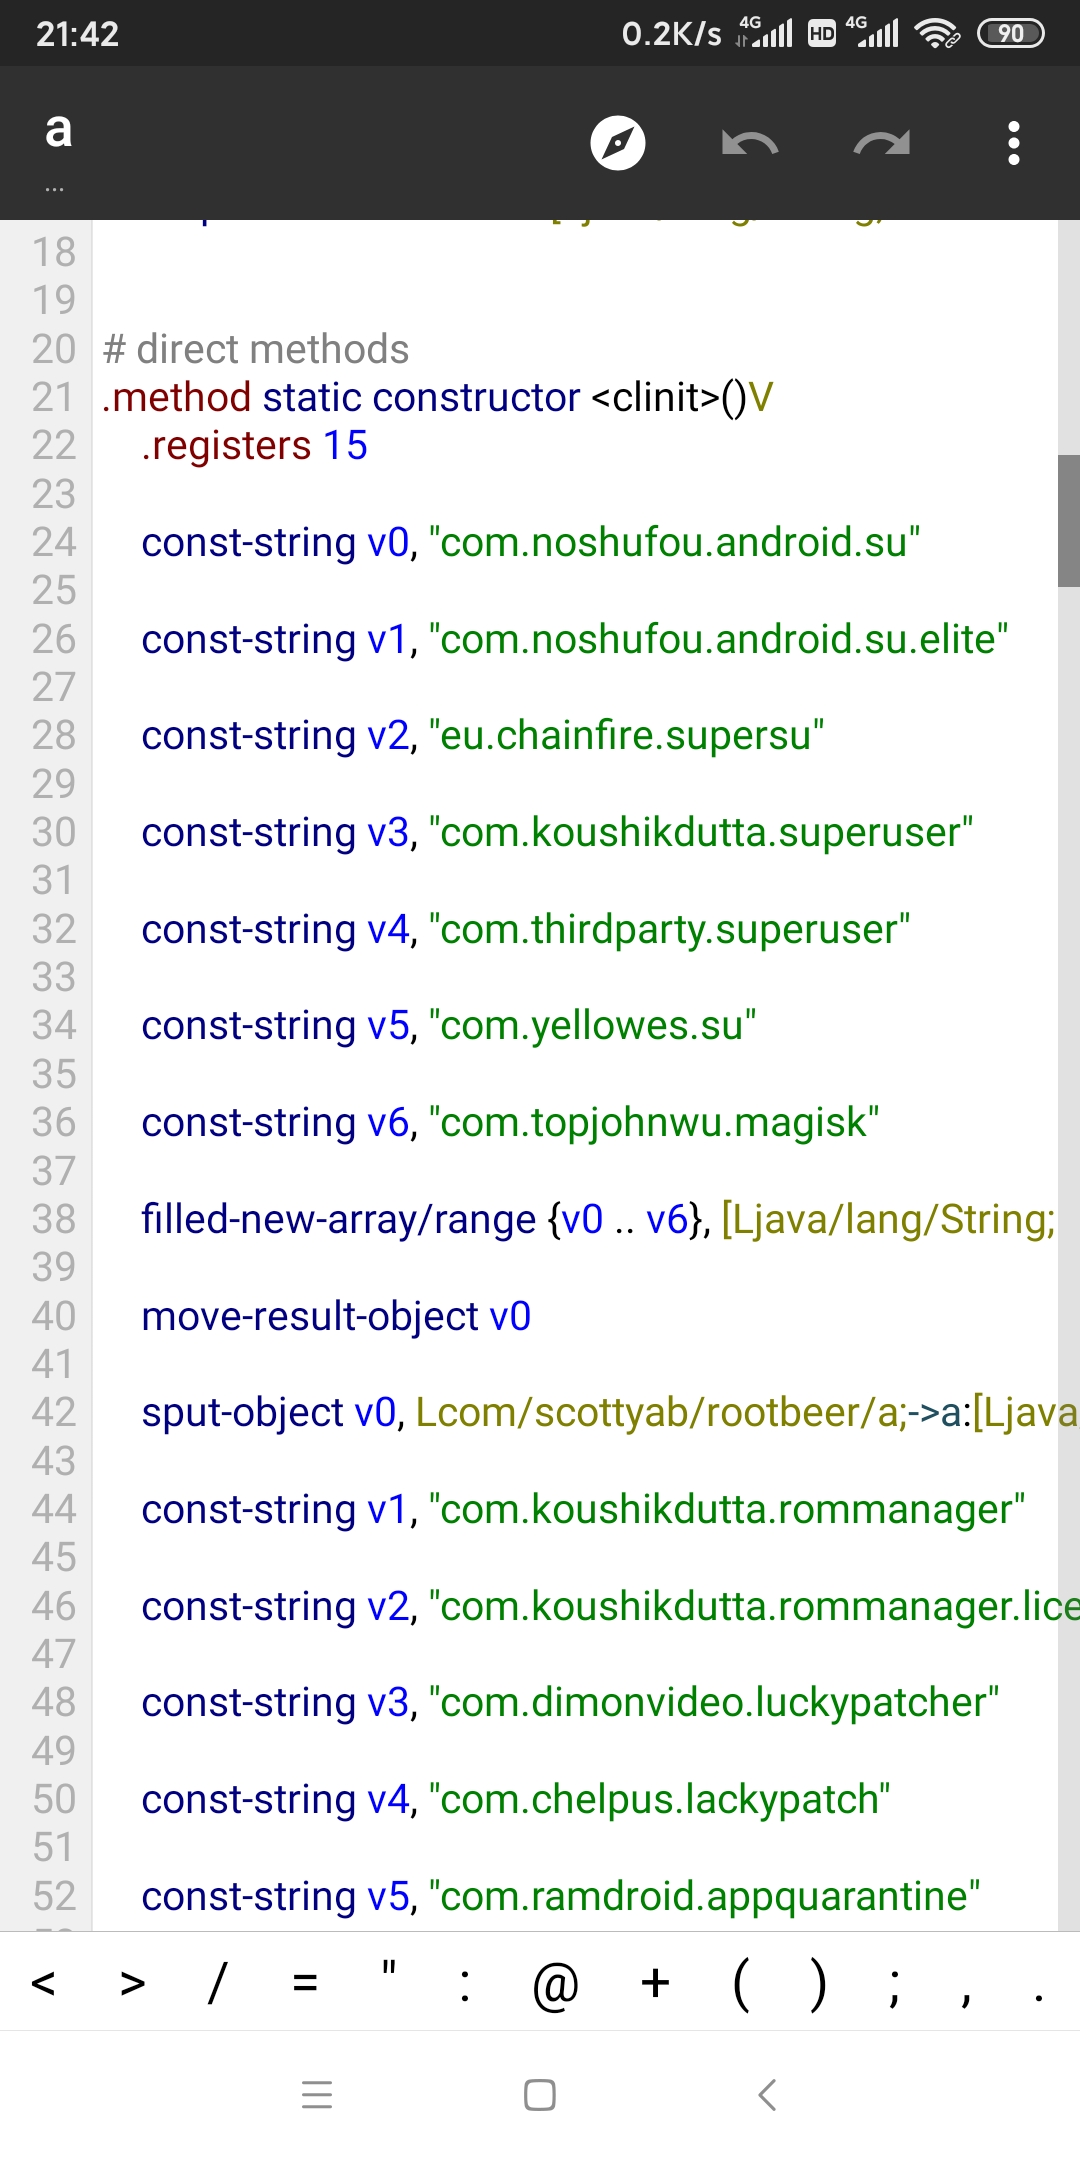 21:42
0.2K/s 4G HD 4G 90
a
...
18
19
20 # direct methods
21 .method static constructor <clinit>()V
22 .registers 15
23
24 const-string v0, "com.noshufou.android.su"
25
26 const-string v1, "com.noshufou.android.su.elite"
27
28 const-string v2, "eu.chainfire.supersu"
29
30 const-string v3, "com.koushikdutta.superuser"
31
32 const-string v4, "com.thirdparty.superuser"
33
34 const-string v5, "com.yellowes.su"
35
36 const-string v6, "com.topjohnwu.magisk"
37
38 filled-new-array/range {v0 .. v6}, [Ljava/lang/String;
39
40 move-result-object v0
41
42 sput-object v0, Lcom/scottyab/rootbeer/a;->a:[Ljava
43
44 const-string v1, "com.koushikdutta.rommanager"
45
46 const-string v2, "com.koushikdutta.rommanager.lice
47
48 const-string v3, "com.dimonvideo.luckypatcher"
49
50 const-string v4, "com.chelpus.lackypatch"
51
52 const-string v5, "com.ramdroid.appquarantine"
< > / = " : @ + ( ) ; , .